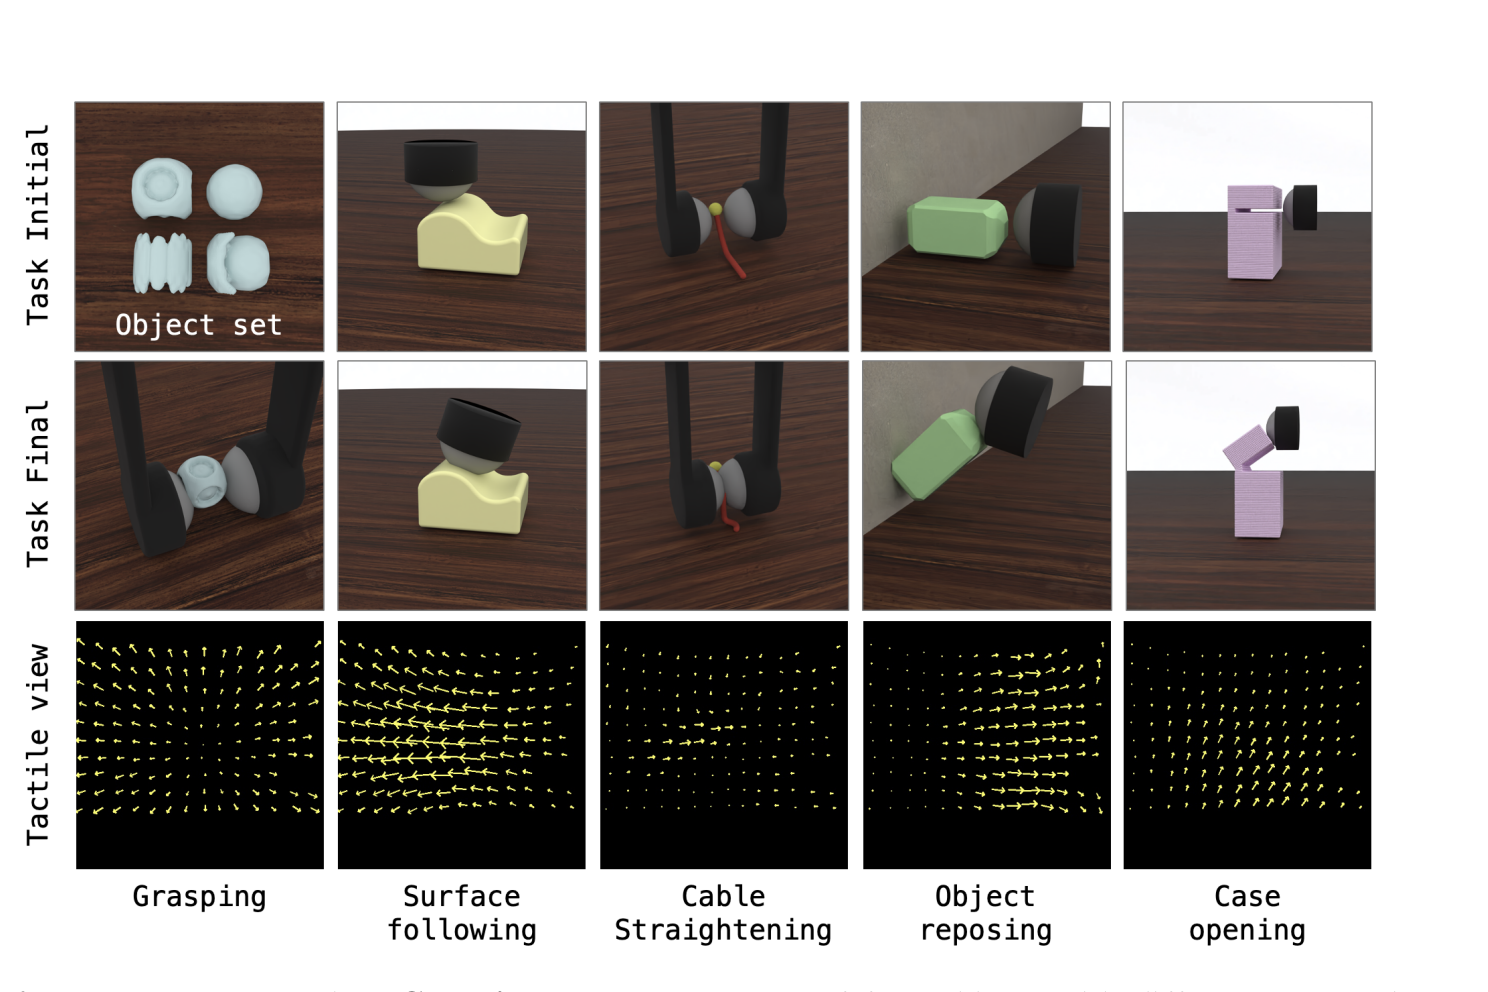 Task Initial
Object set
Task Final
Tactile view
Grasping
Surface
following
Cable
Straightening
Object
reposing
Case
opening